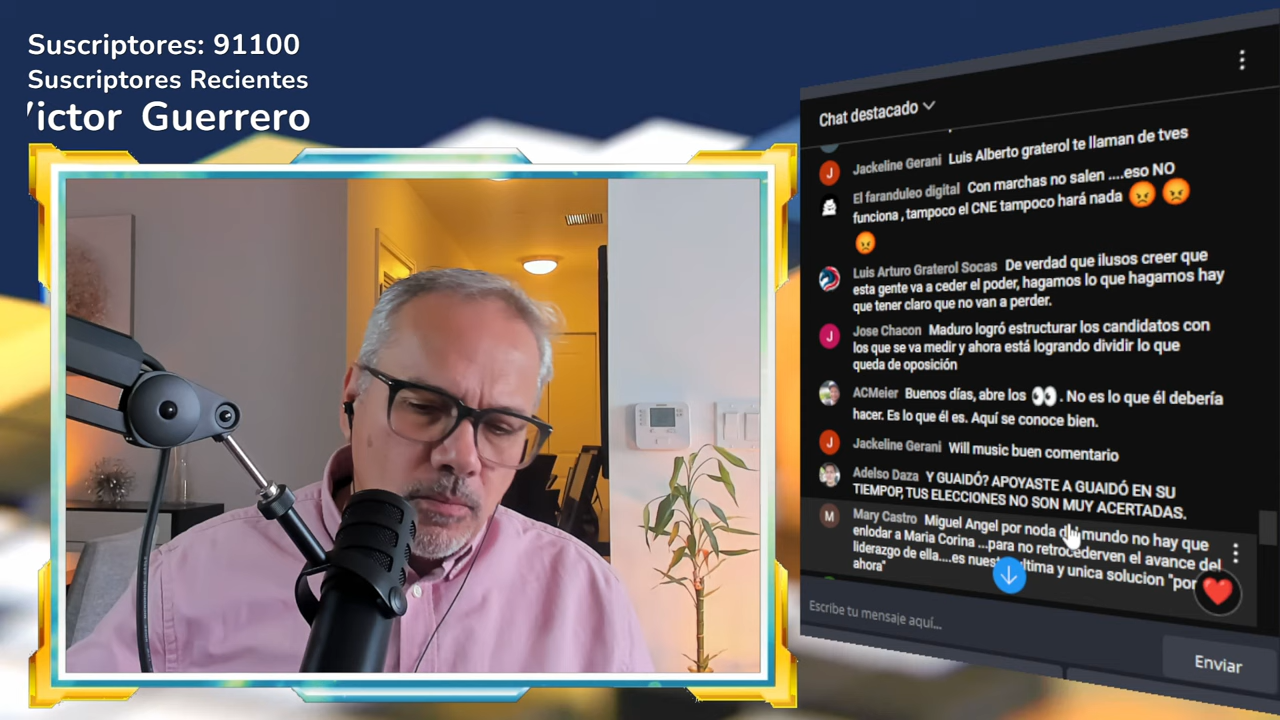 Suscriptores: 91100
Suscriptores Recientes
ictor Guerrero
Chat destacado
J Jackeline Gerani Luis Alberto graterol te llaman de tves
El faranduleo digital Con marchas no salen ....eso NO
funciona , tampoco el CNE tampoco hará nada 😡 😡
😡
Luis Arturo Graterol Socas De verdad que ilusos creer que
esta gente va a ceder el poder, hagamos lo que hagamos hay
que tener claro que no van a perder.
J Jose Chacon Maduro logró estructurar los candidatos con
los que se va medir y ahora está logrando dividir lo que
queda de oposición
ACMeier Buenos días, abre los 👀. No es lo que él debería
hacer. Es lo que él es. Aquí se conoce bien.
J Jackeline Gerani Will music buen comentario
Adelso Daza Y GUAIDÓ? APOYASTE A GUAIDÓ EN SU
TIEMPOP, TUS ELECCIONES NO SON MUY ACERTADAS.
M Mary Castro Miguel Angel por noda mundo no hay que
enlodar a Maria Corina ...para no retrocederven el avance del
liderazgo de ella....es ultima y unica solucion "por
ahora"
Escribe tu mensaje aquí...
Enviar